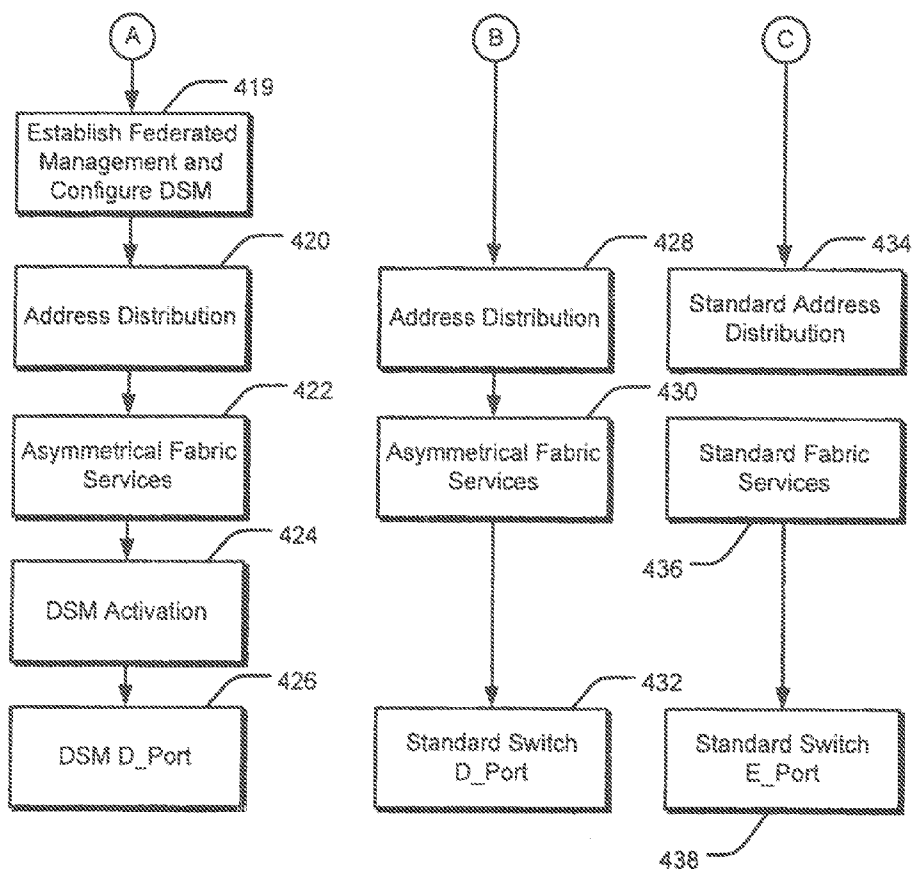 A
B
C
419
Establish Federated
Management and
Configure DSM
420
Address Distribution
428
Address Distribution
434
Standard Address
Distribution
422
Asymmetrical Fabric
Services
430
Asymmetrical Fabric
Services
Standard Fabric
Services
436
424
DSM Activation
426
DSM D_Port
432
Standard Switch
D_Port
Standard Switch
E_Port
438